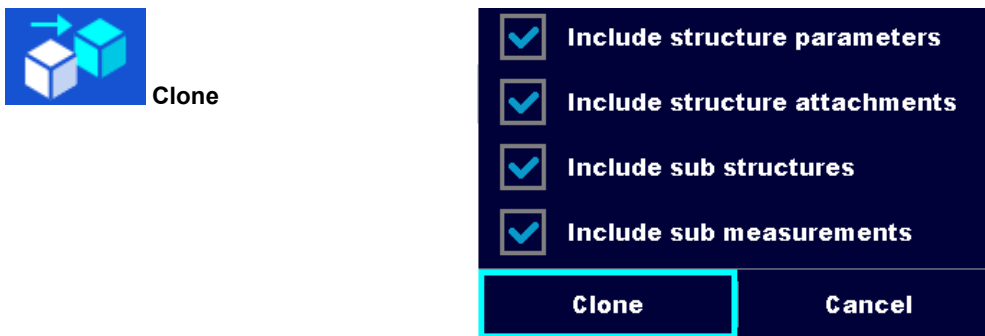 Include structure parameters
Clone
Include structure attachments
Include sub structures
Include sub measurements
Clone
Cancel